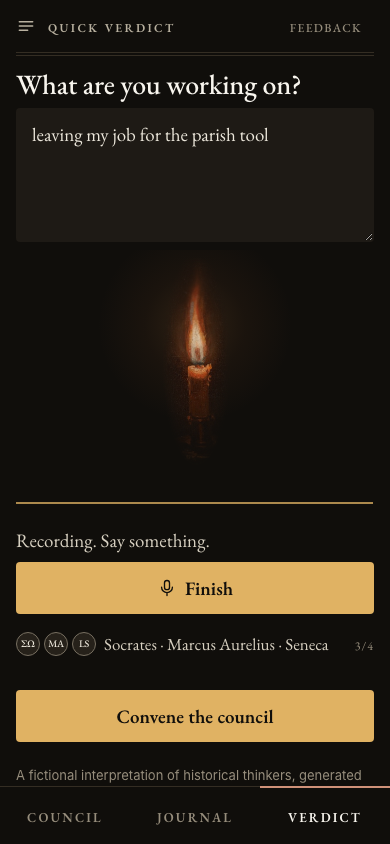 QUICK VERDICT
FEEDBACK
What are you working on?
leaving my job for the parish tool
Recording. Say something.
Finish
ΣΩ MA LS Socrates · Marcus Aurelius · Seneca 3/4
Convene the council
A fictional interpretation of historical thinkers, generated
COUNCIL JOURNAL VERDICT